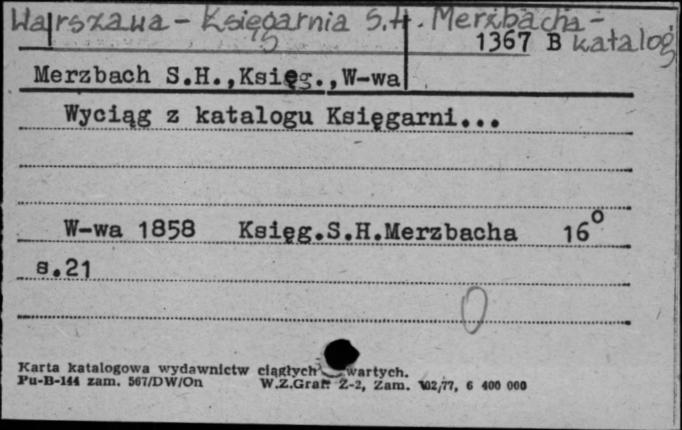 Warszawa - Księgarnia S.H. Merzbacha -
1367 B katalog
Merzbach S.H.,Księg.,W-wa
Wyciąg z katalogu Księgarni...
W-wa 1858 Księg.S.H.Merzbacha 16°
s.21
0
Karta katalogowa wydawnictw ciągłych wartych.
Pu-B-144 zam. 567/DW/On W.Z.Graf. Z-2, Zam. 102/77, 6 400 000